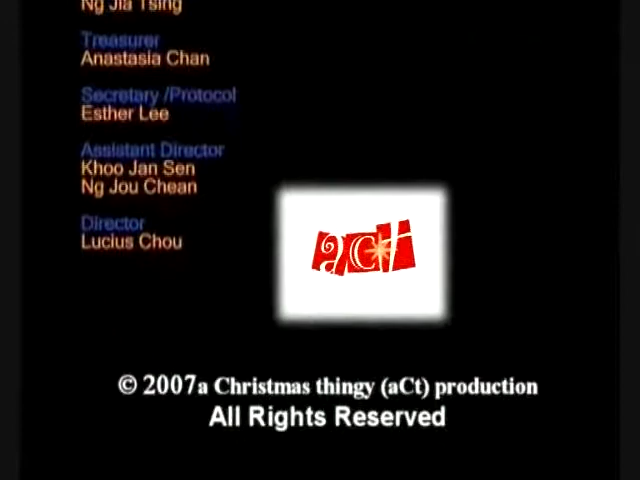 Ng Jia Tsing
Treasurer
Anastasia Chan
Secretary /Protocol
Esther Lee
Assistant Director
Khoo Jan Sen
Ng Jou Chean
Director
Lucius Chou
act
© 2007a Christmas thingy (aCt) production
All Rights Reserved